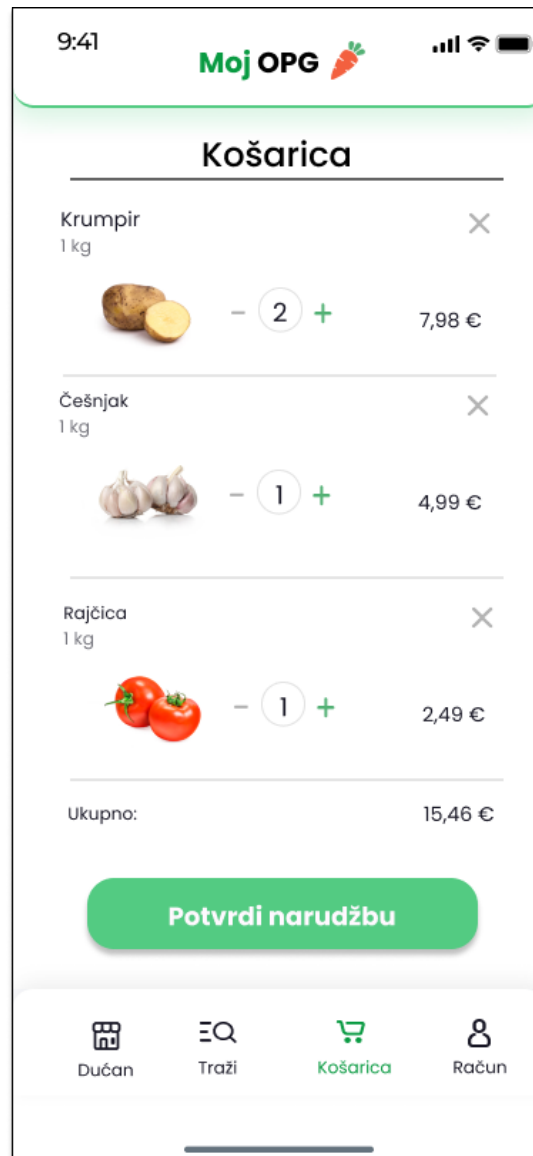 9:41
Moj OPG
Košarica
Krumpir
1 kg
− 2 +
7,98 €
Češnjak
1 kg
− 1 +
4,99 €
Rajčica
1 kg
− 1 +
2,49 €
Ukupno: 15,46 €
Potvrdi narudžbu
Dućan Traži Košarica Račun